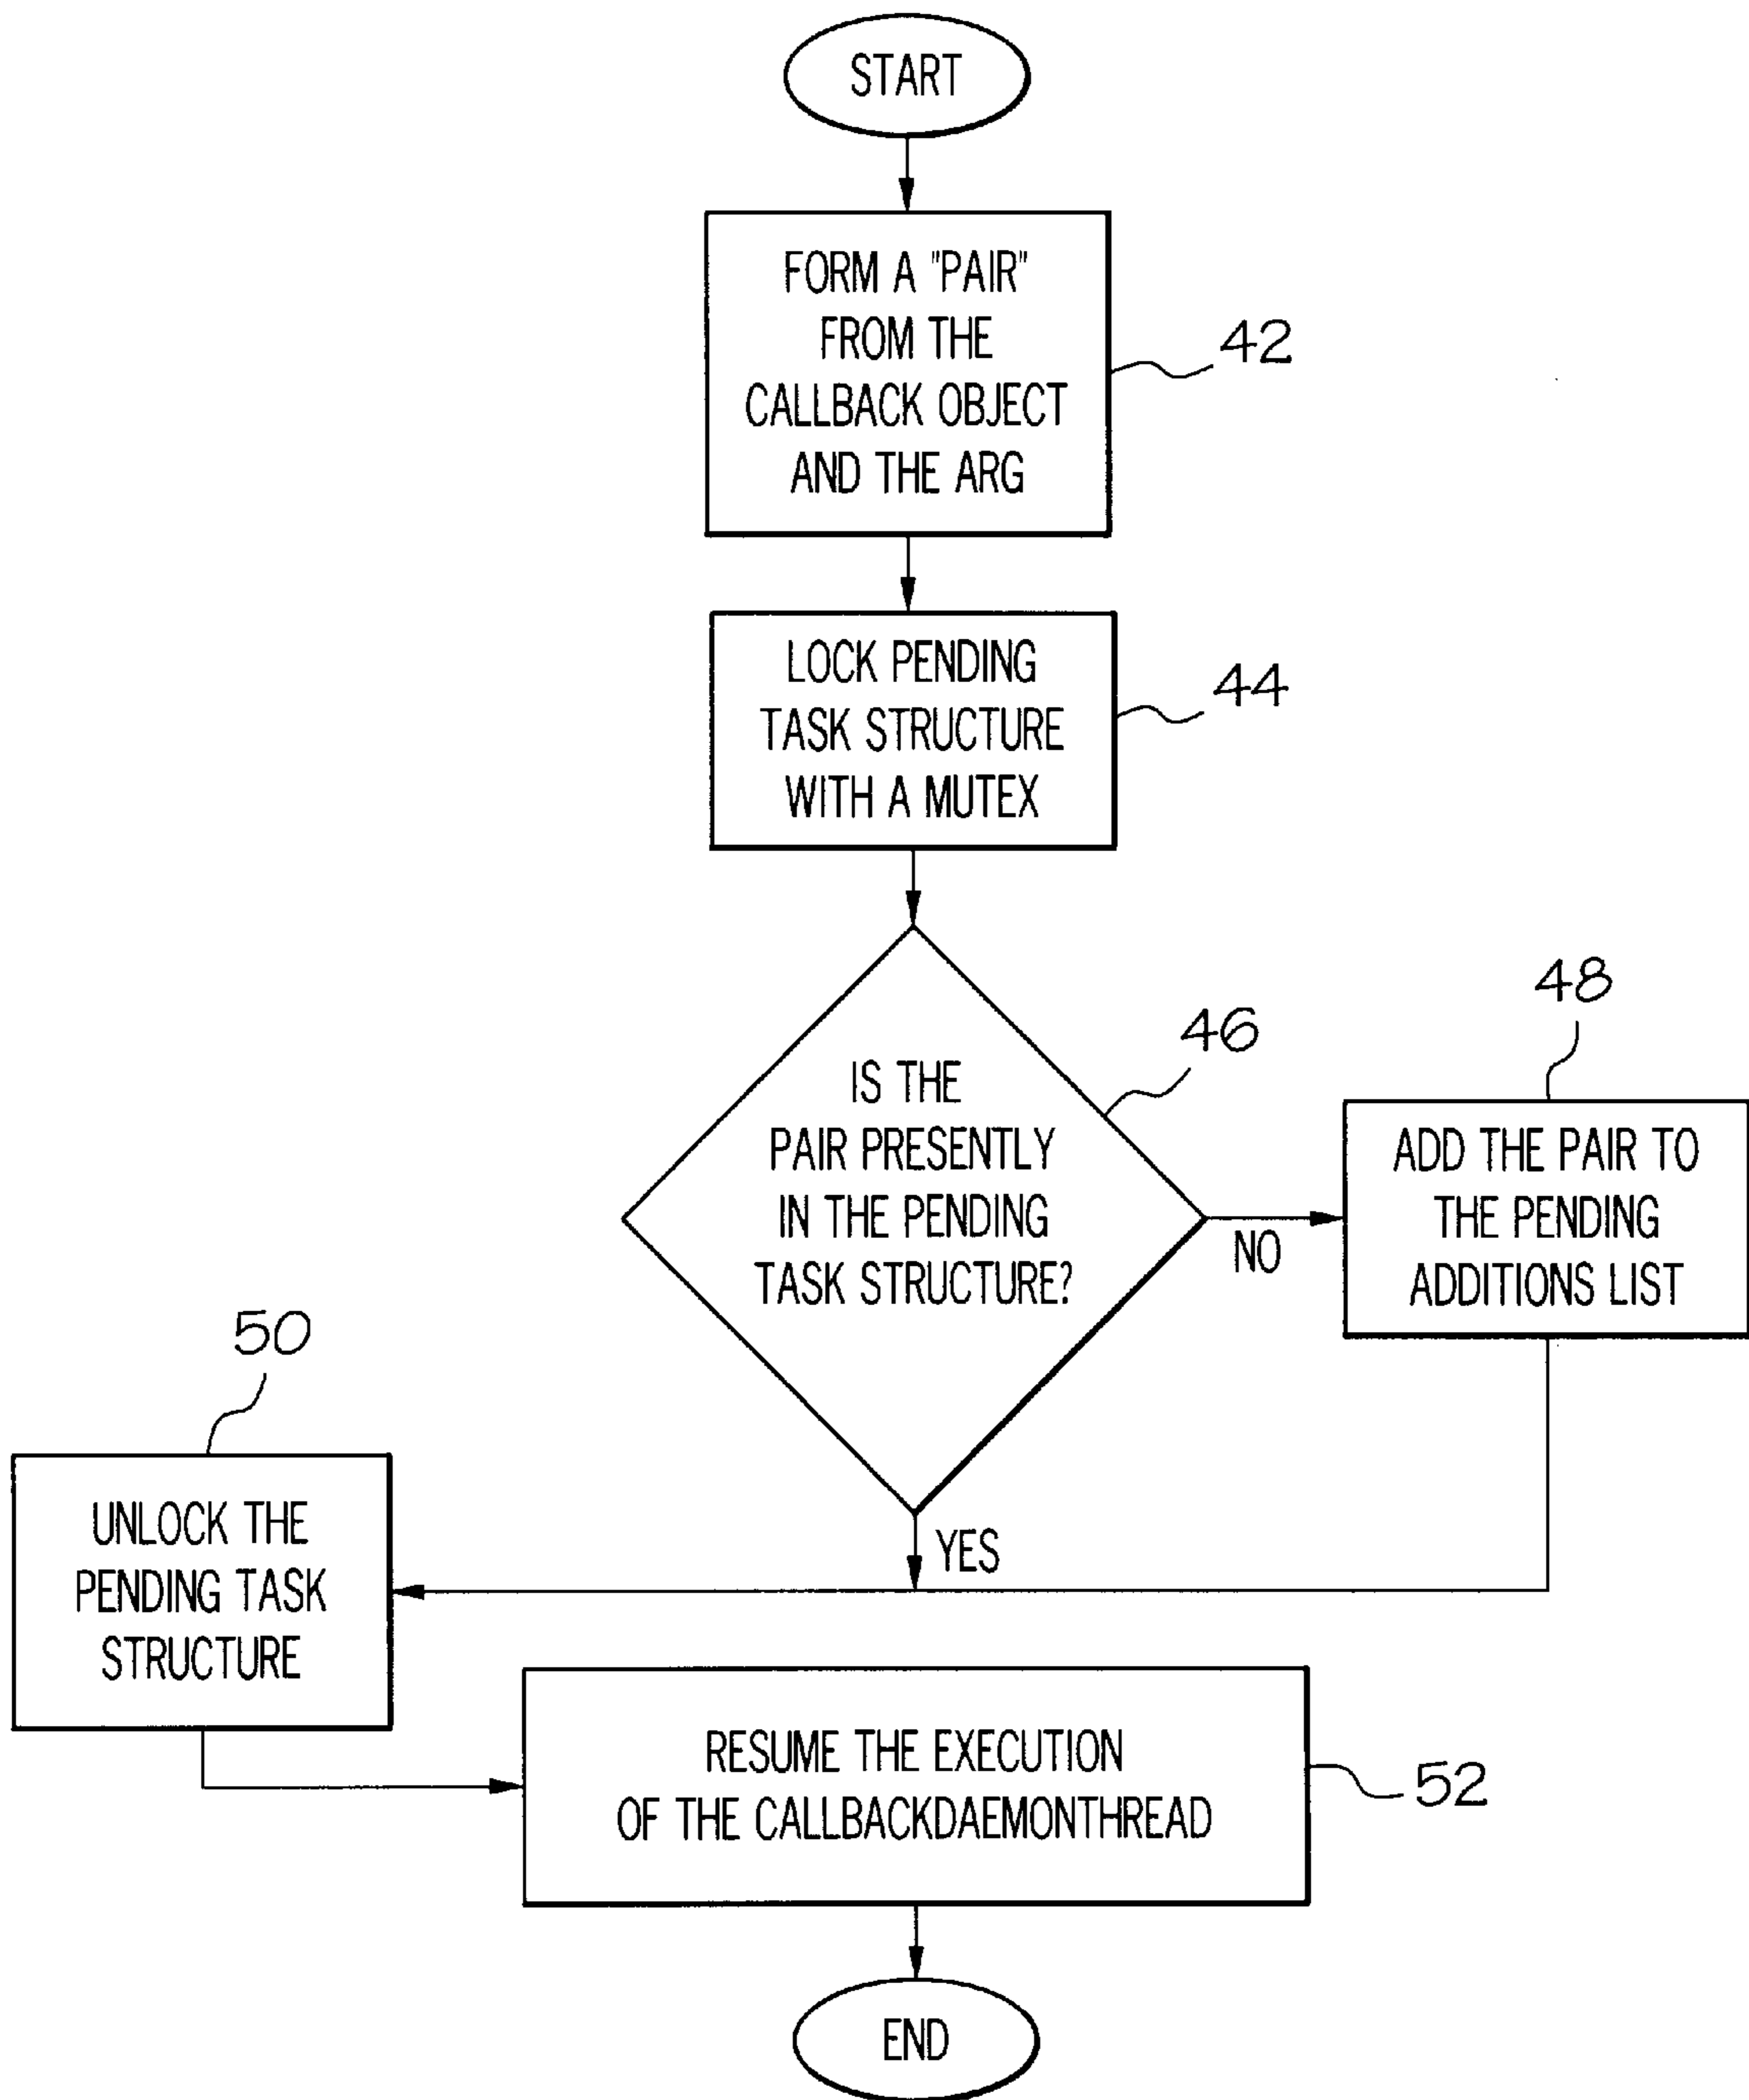 START
FORM A "PAIR"
FROM THE
CALLBACK OBJECT
AND THE ARG
42
LOCK PENDING
TASK STRUCTURE
WITH A MUTEX
44
IS THE
PAIR PRESENTLY
IN THE PENDING
TASK STRUCTURE?
46
NO
48
ADD THE PAIR TO
THE PENDING
ADDITIONS LIST
YES
50
UNLOCK THE
PENDING TASK
STRUCTURE
RESUME THE EXECUTION
OF THE CALLBACKDAEMONTHREAD
52
END